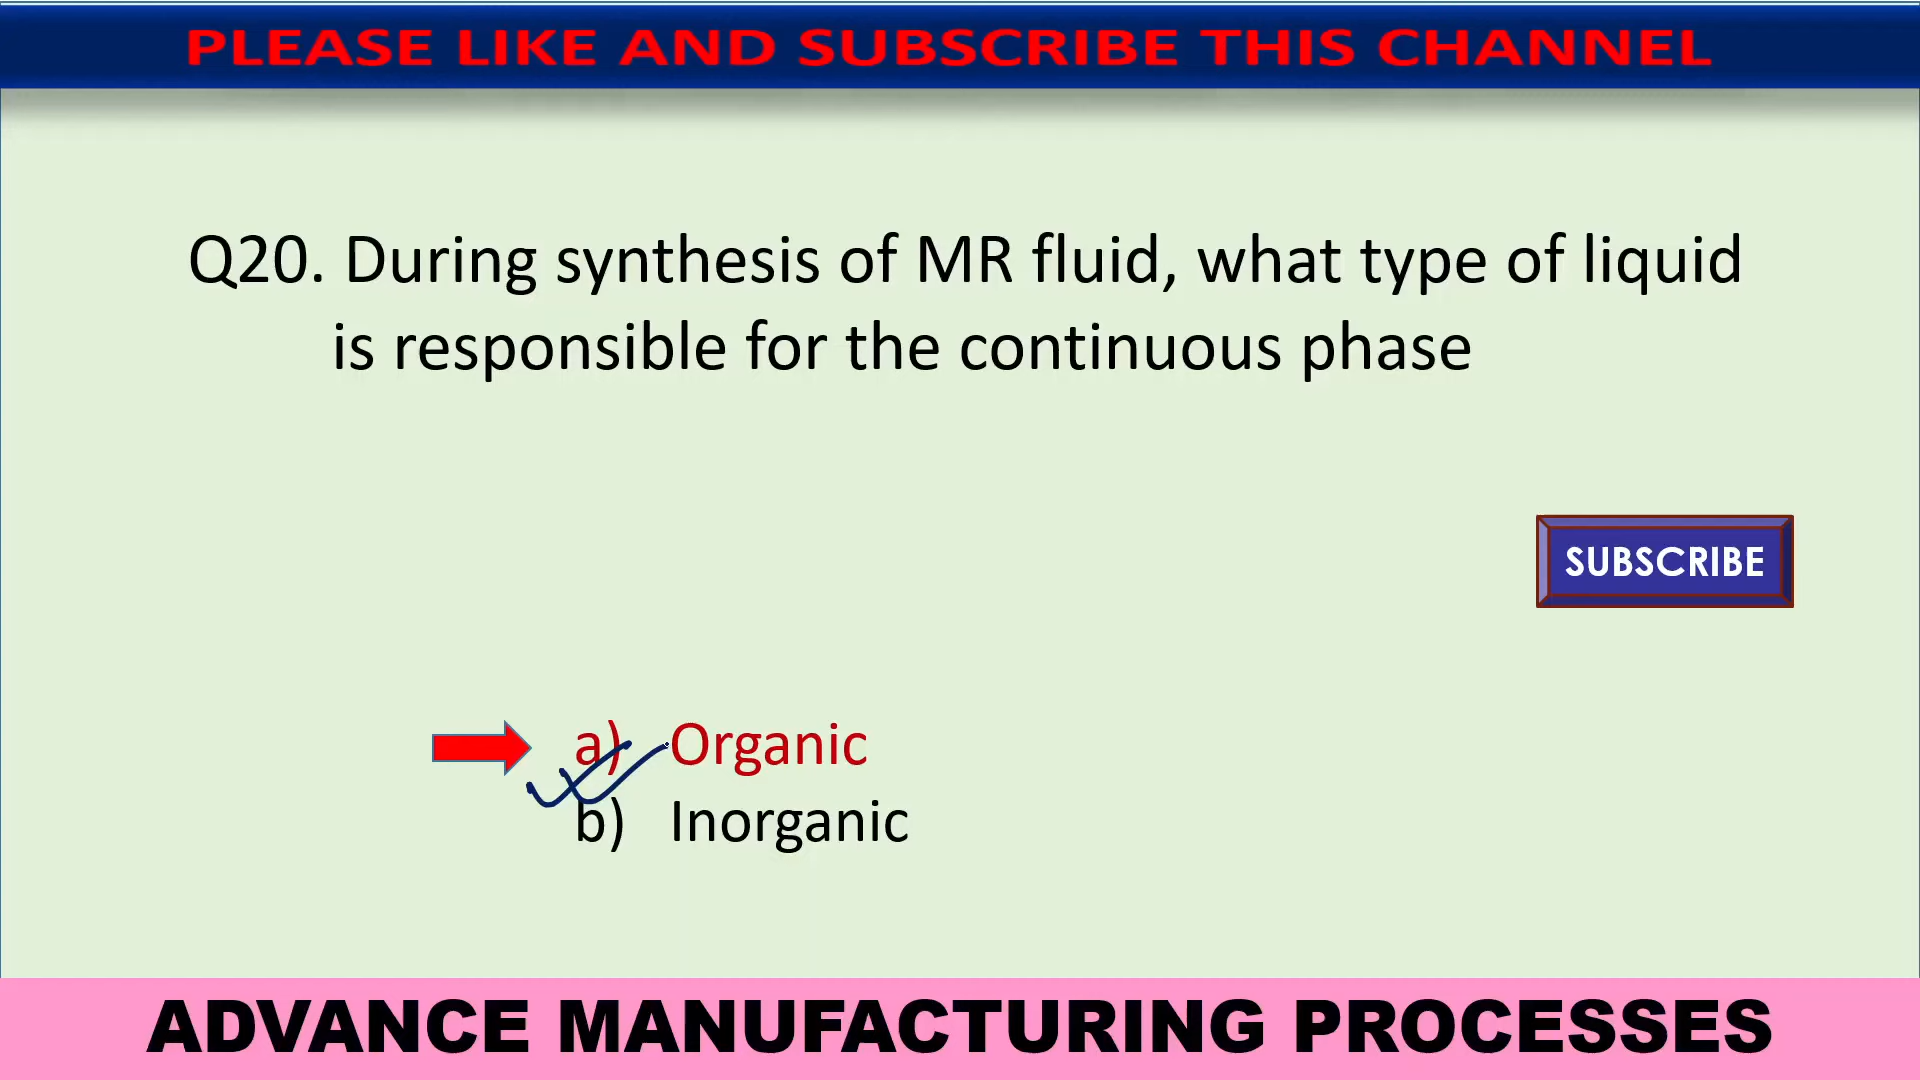 PLEASE LIKE AND SUBSCRIBE THIS CHANNEL
Q20. During synthesis of MR fluid, what type of liquid
is responsible for the continuous phase
SUBSCRIBE
a) Organic
b) Inorganic
ADVANCE MANUFACTURING PROCESSES